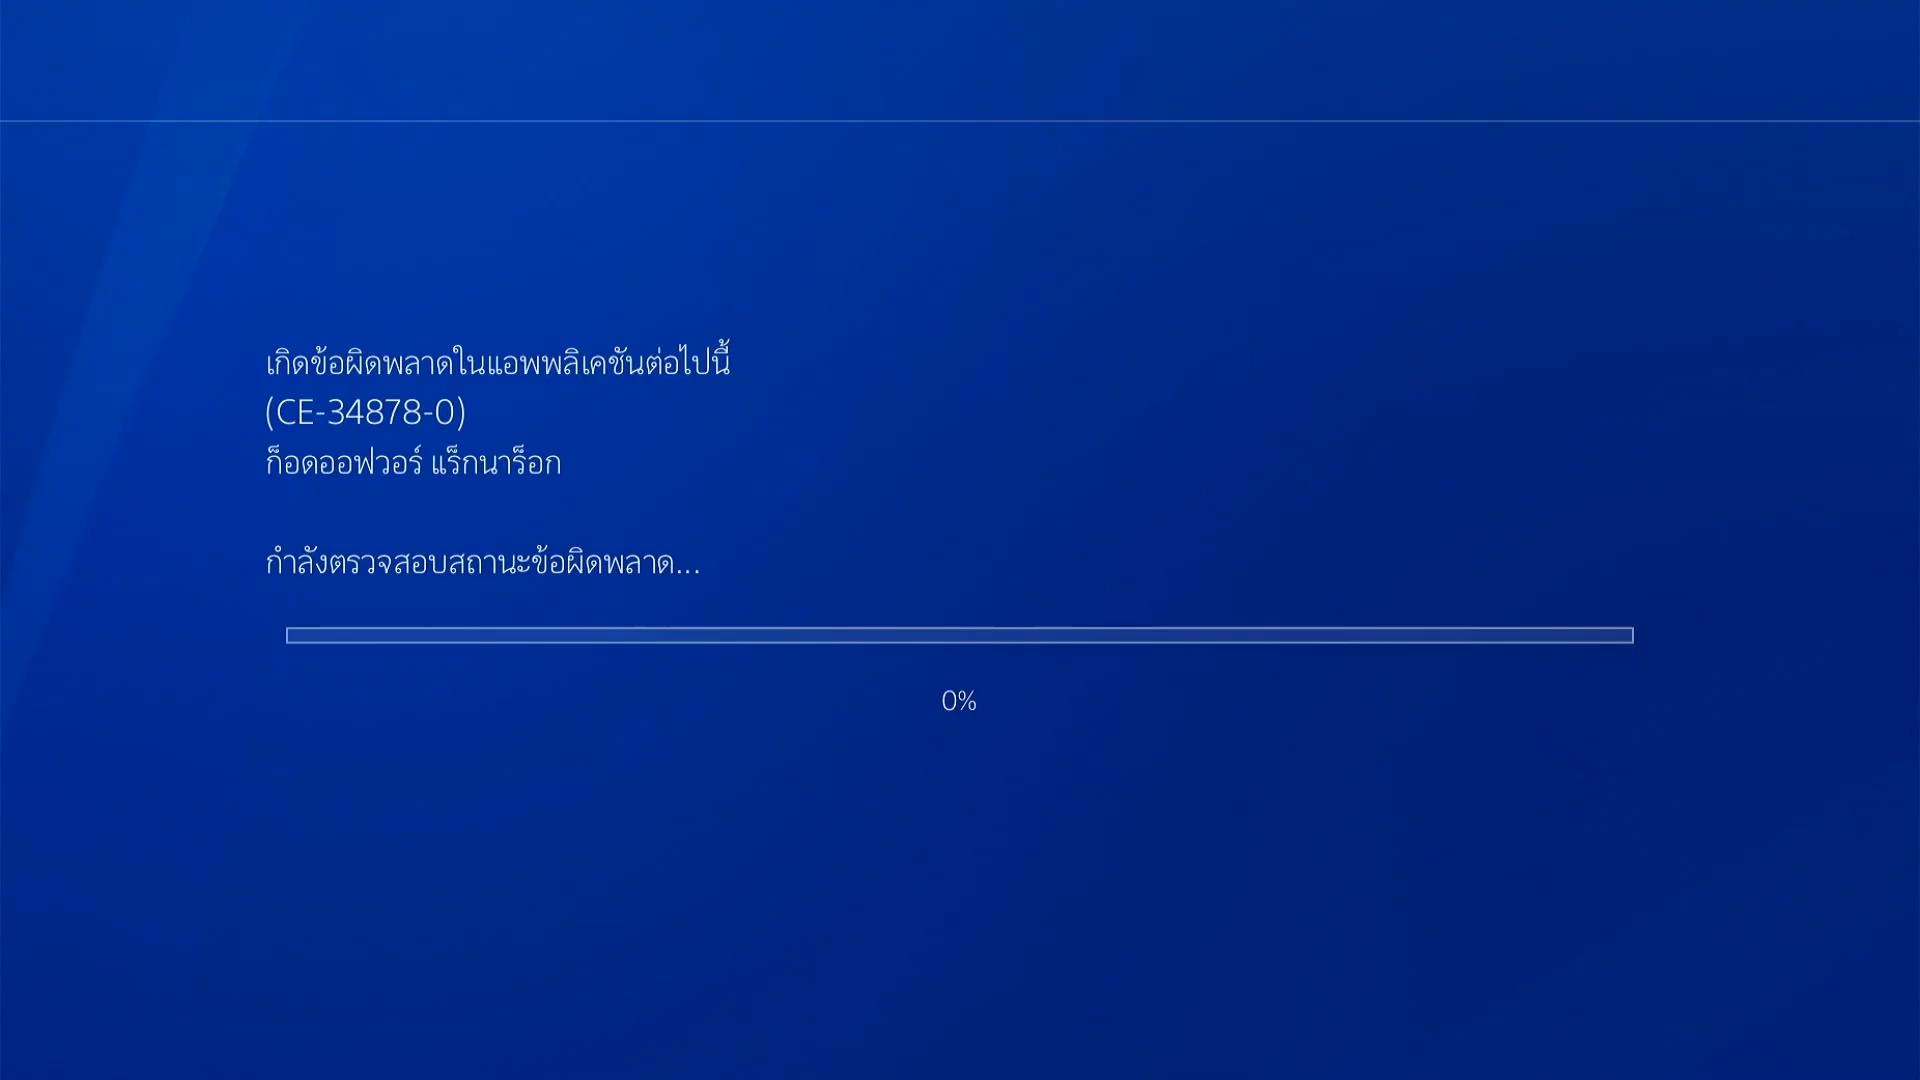 เกิดข้อผิดพลาดในแอพพลิเคชันต่อไปนี้
(CE-34878-0)
ก็อดออฟวอร์ แร็กนาร็อก
กำลังตรวจสอบสถานะข้อผิดพลาด...
0%